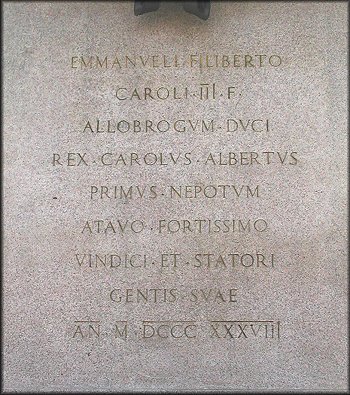 EMMANVELI · FILIBERTO
CAROLI · III · F ·
ALLOBROGVM · DVCI
REX · CAROLVS · ALBERTVS
PRIMVS · NEPOTVM
ATAVO · FORTISSIMO
VINDICI · ET · STATORI
GENTIS · SVAE
AN · M · DCCC · XXXVIII